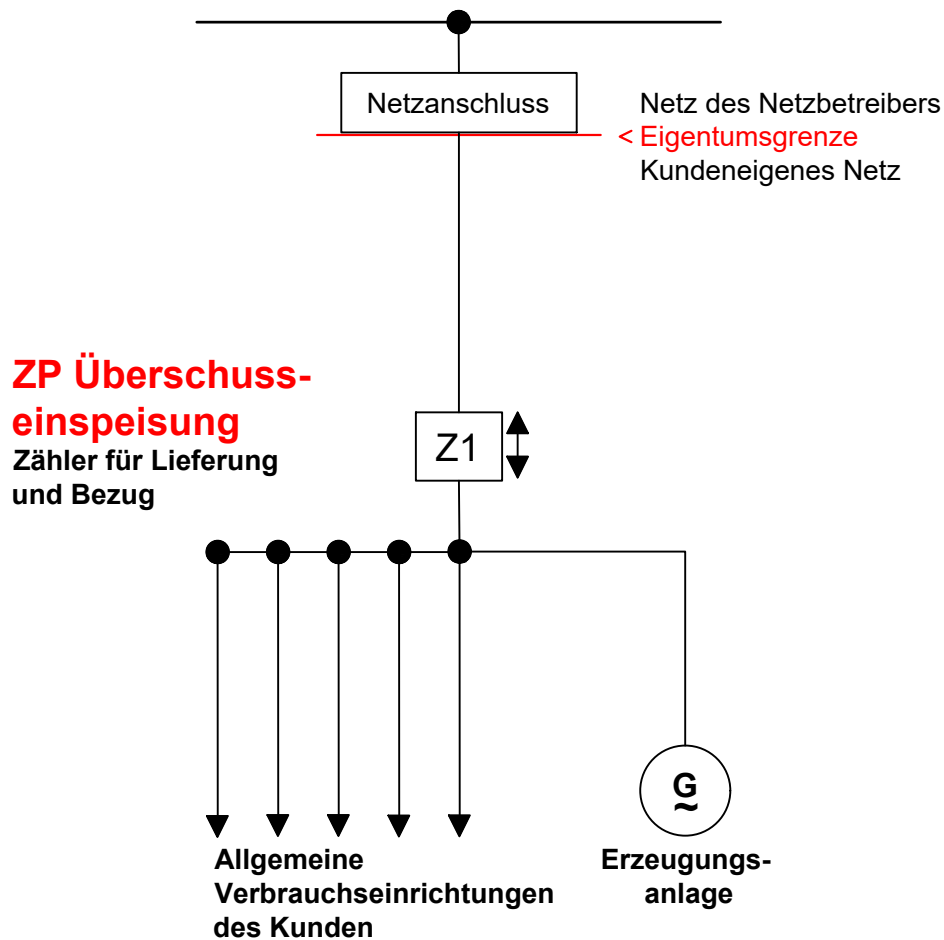 Netzanschluss
Netz des Netzbetreibers
< Eigentumsgrenze
Kundeneigenes Netz
ZP Überschuss-
einspeisung
Zähler für Lieferung
und Bezug
Z1
G
~
Allgemeine
Verbrauchseinrichtungen
des Kunden
Erzeugungs-
anlage